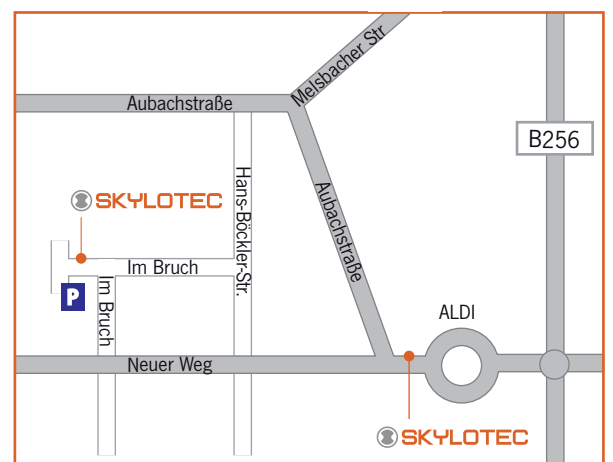 Melsbacher Str
Aubachstraße
B256
Hans-Böckler-Str.
Aubachstraße
SKYLOTEC
Im Bruch
P
Im Bruch
ALDI
Neuer Weg
SKYLOTEC